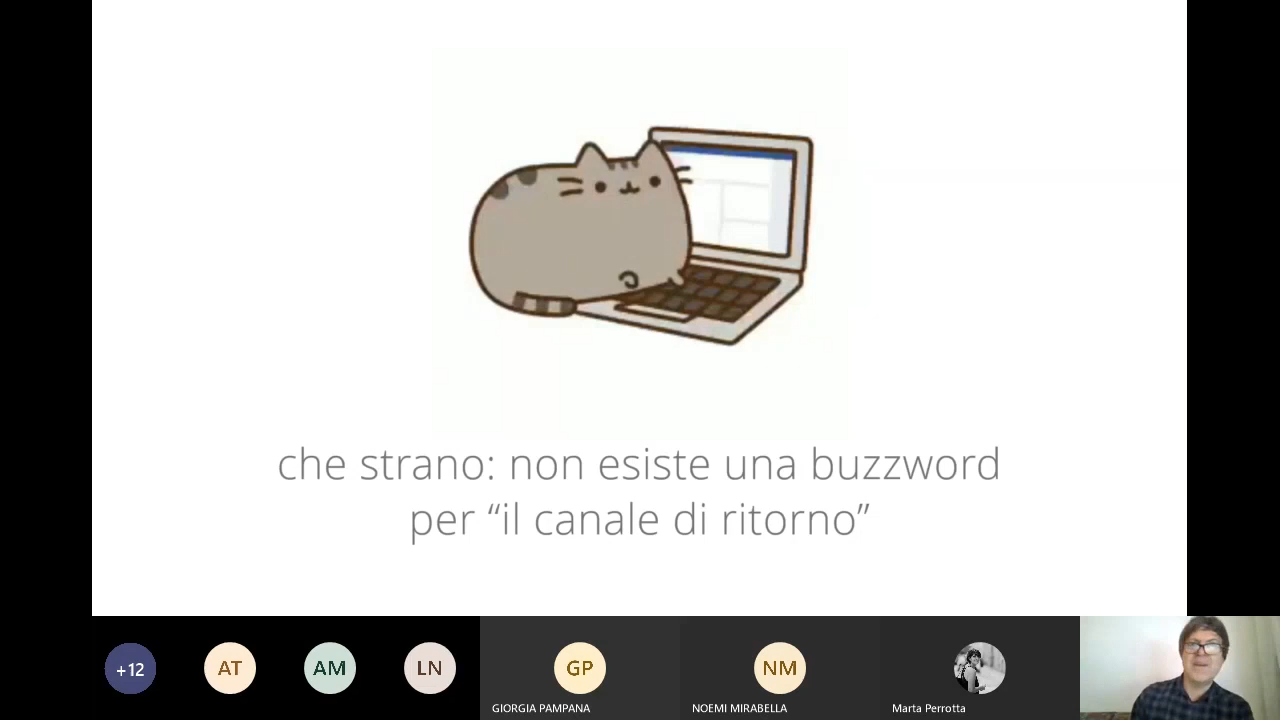 che strano: non esiste una buzzword
per “il canale di ritorno”
+12
AT
AM
LN
GP
NM
GIORGIA PAMPANA
NOEMI MIRABELLA
Marta Perrotta